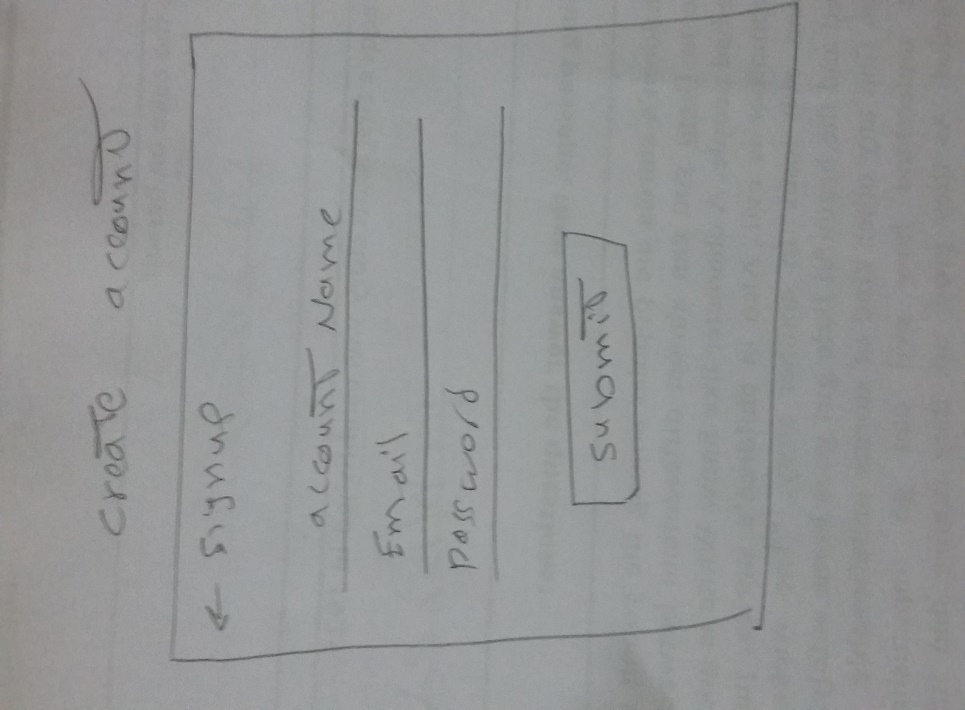 create account
← signup
account Name
Email
password
submit